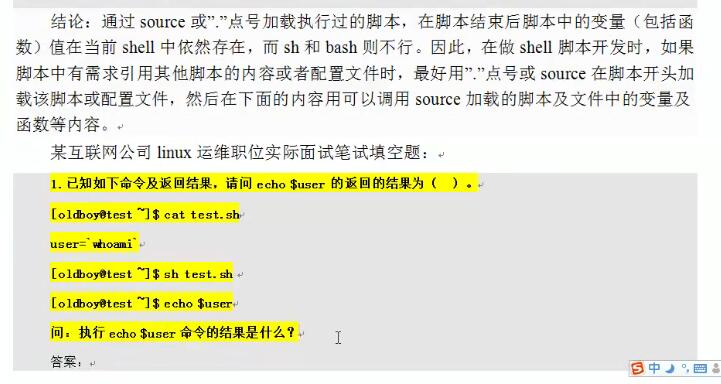 结论：通过 source 或”.”点号加载执行过的脚本，在脚本结束后脚本中的变量（包括函
数）值在当前 shell 中依然存在，而 sh 和 bash 则不行。因此，在做 shell 脚本开发时，如果
脚本中有需求引用其他脚本的内容或者配置文件时，最好用”.”点号或 source 在脚本开头加
载该脚本或配置文件，然后在下面的内容用可以调用 source 加载的脚本及文件中的变量及
函数等内容。
某互联网公司 linux 运维职位实际面试笔试填空题：
1.已知如下命令及返回结果，请问 echo $user 的返回的结果为（ ）。
[oldboy@test ~]$ cat test.sh
user=`whoami`
[oldboy@test ~]$ sh test.sh
[oldboy@test ~]$ echo $user
问：执行 echo $user 命令的结果是什么？
答案：
S 中